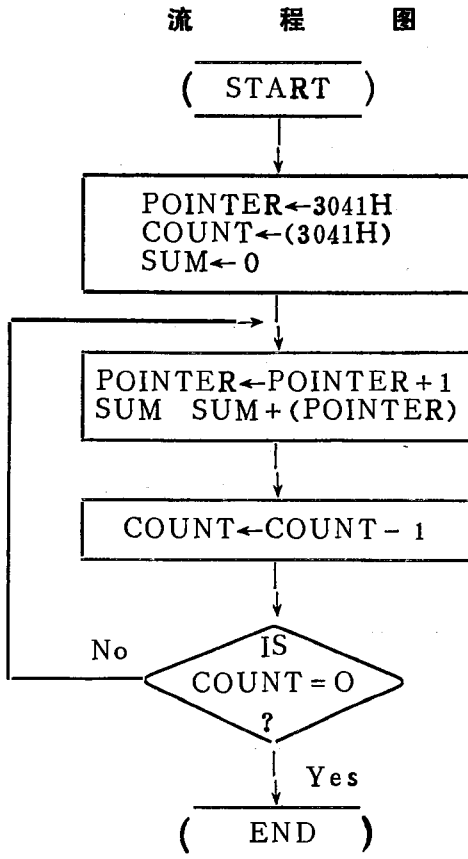 流 程 图
( START )
POINTER←3041H
COUNT←(3041H)
SUM←0
POINTER←POINTER+1
SUM SUM+(POINTER)
COUNT←COUNT-1
IS
COUNT=O
?
No
Yes
( END )